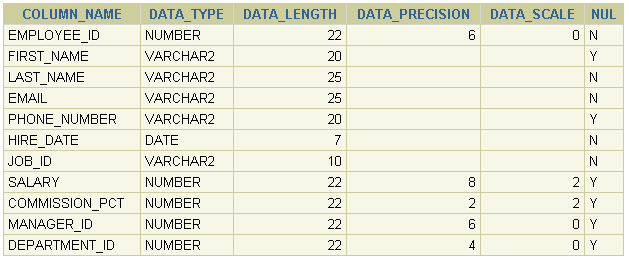 COLUMN_NAME DATA_TYPE DATA_LENGTH DATA_PRECISION DATA_SCALE NUL
EMPLOYEE_ID NUMBER 22 6 0 N
FIRST_NAME VARCHAR2 20 Y
LAST_NAME VARCHAR2 25 N
EMAIL VARCHAR2 25 N
PHONE_NUMBER VARCHAR2 20 Y
HIRE_DATE DATE 7 N
JOB_ID VARCHAR2 10 N
SALARY NUMBER 22 8 2 Y
COMMISSION_PCT NUMBER 22 2 2 Y
MANAGER_ID NUMBER 22 6 0 Y
DEPARTMENT_ID NUMBER 22 4 0 Y